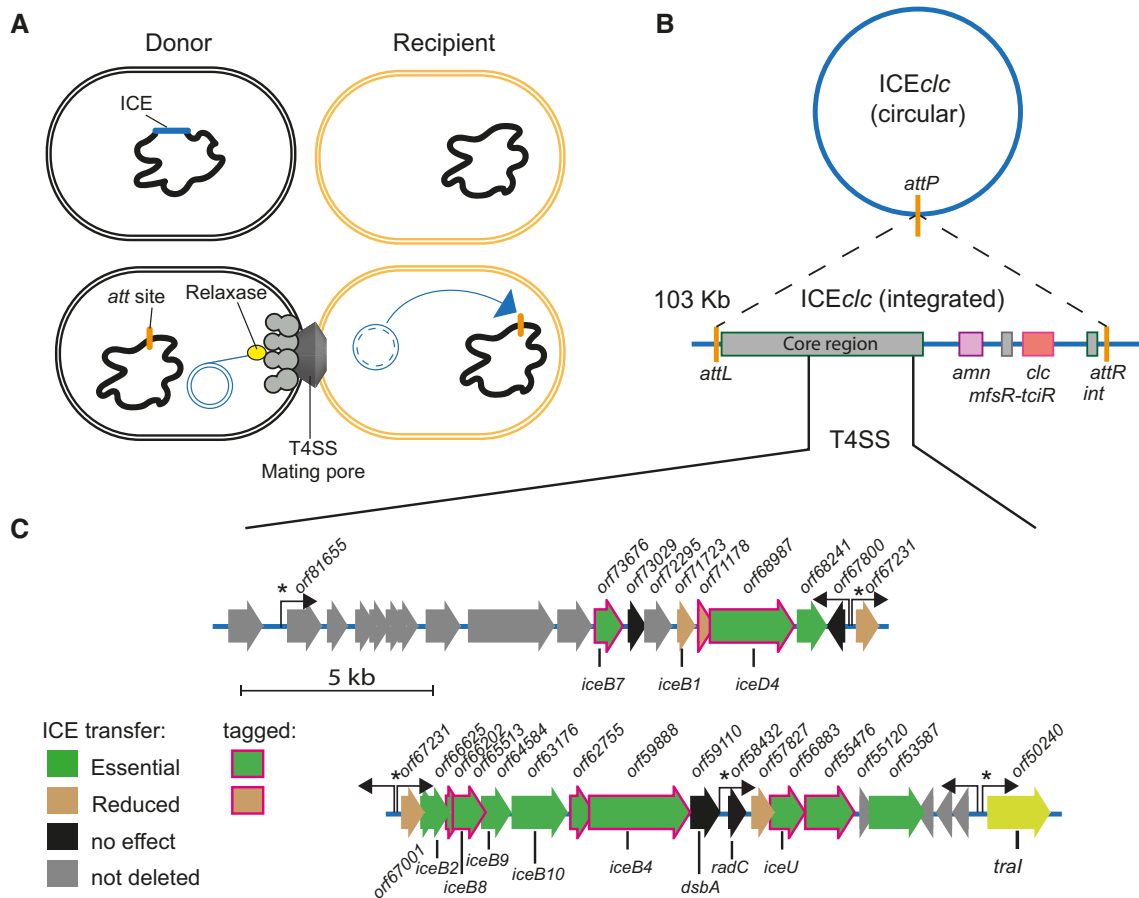 A
Donor
Recipient
ICE
att site
Relaxase
T4SS
Mating pore
B
ICEclc
(circular)
attP
103 Kb
ICEclc (integrated)
Core region
attL
amn
clc
attR
mfsR-tciR
int
T4SS
C
*
orf81655
orf73676
orf73029
orf72295
orf71723
orf71178
orf68987
orf68241
orf67800
*
orf67231
iceB7
iceB1
iceD4
5 kb
ICE transfer:
tagged:
Essential
Reduced
no effect
not deleted
*
orf67231
orf66625
orf66202
orf65513
orf64584
orf63176
orf62755
orf59888
orf59110
*
orf58432
orf57827
orf56883
orf55476
orf55120
orf53587
*
orf50240
orf67001
iceB2
iceB8
iceB9
iceB10
iceB4
dsbA
radC
iceU
traI